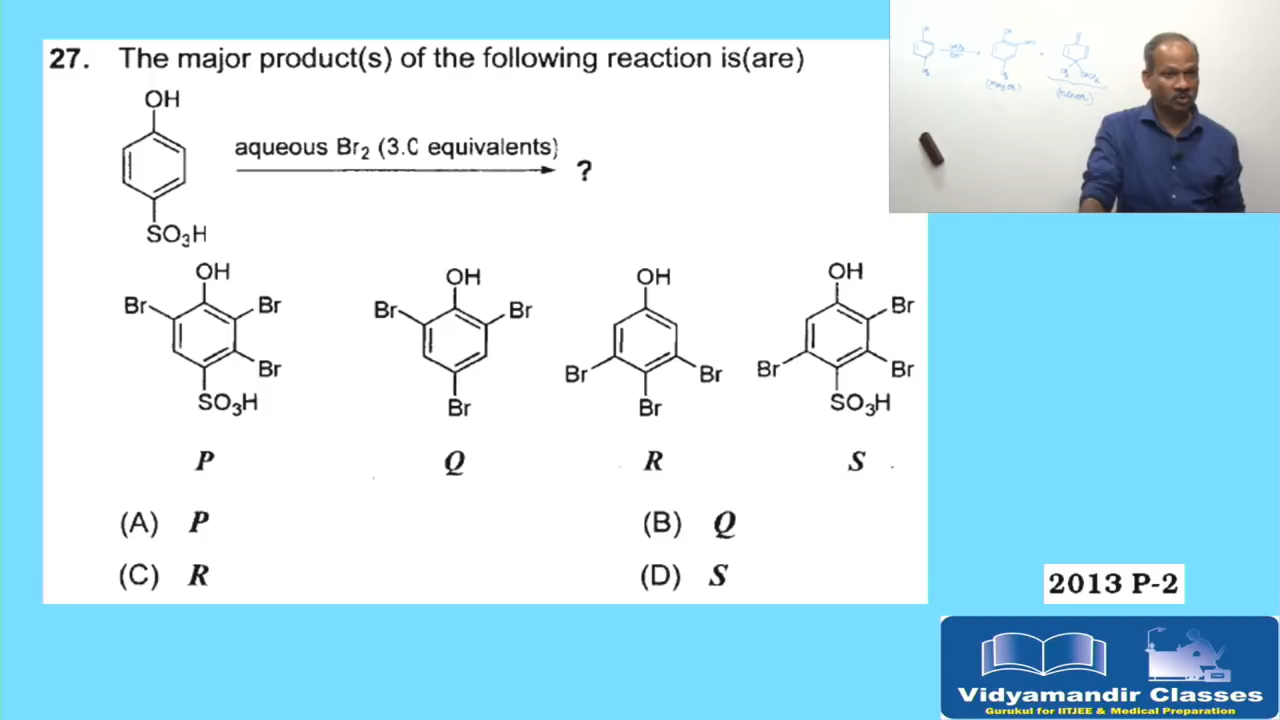 27. The major product(s) of the following reaction is(are)
OH
aqueous Br2 (3.0 equivalents)
?
SO3H
OH
Br
Br
Br
SO3H
OH
Br
Br
Br
OH
Br
Br
Br
OH
Br
Br
Br
SO3H
P Q R S
(A) P (B) Q
(C) R (D) S
2013 P-2
Vidyamandir Classes
Gurukul for IITJEE & Medical Preparation
(major)
(minor)